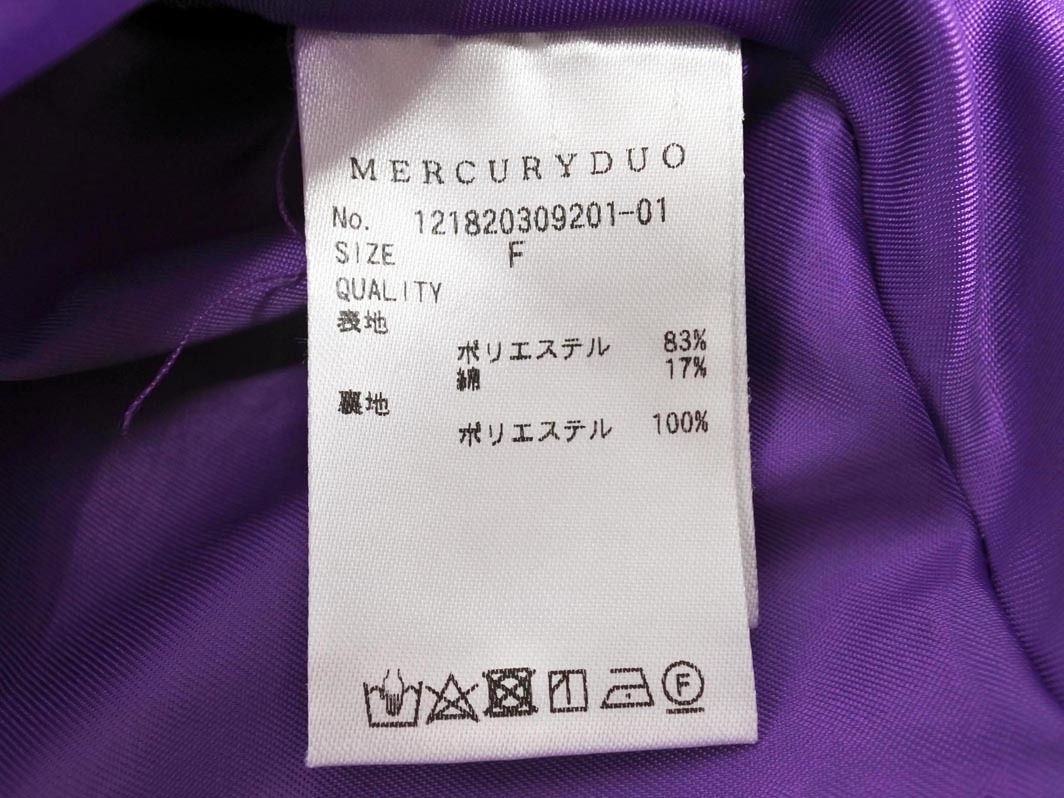 MERCURYDUO
No. 121820309201-01
SIZE F
QUALITY
表地
ポリエステル 83%
綿 17%
裏地
ポリエステル 100%
F